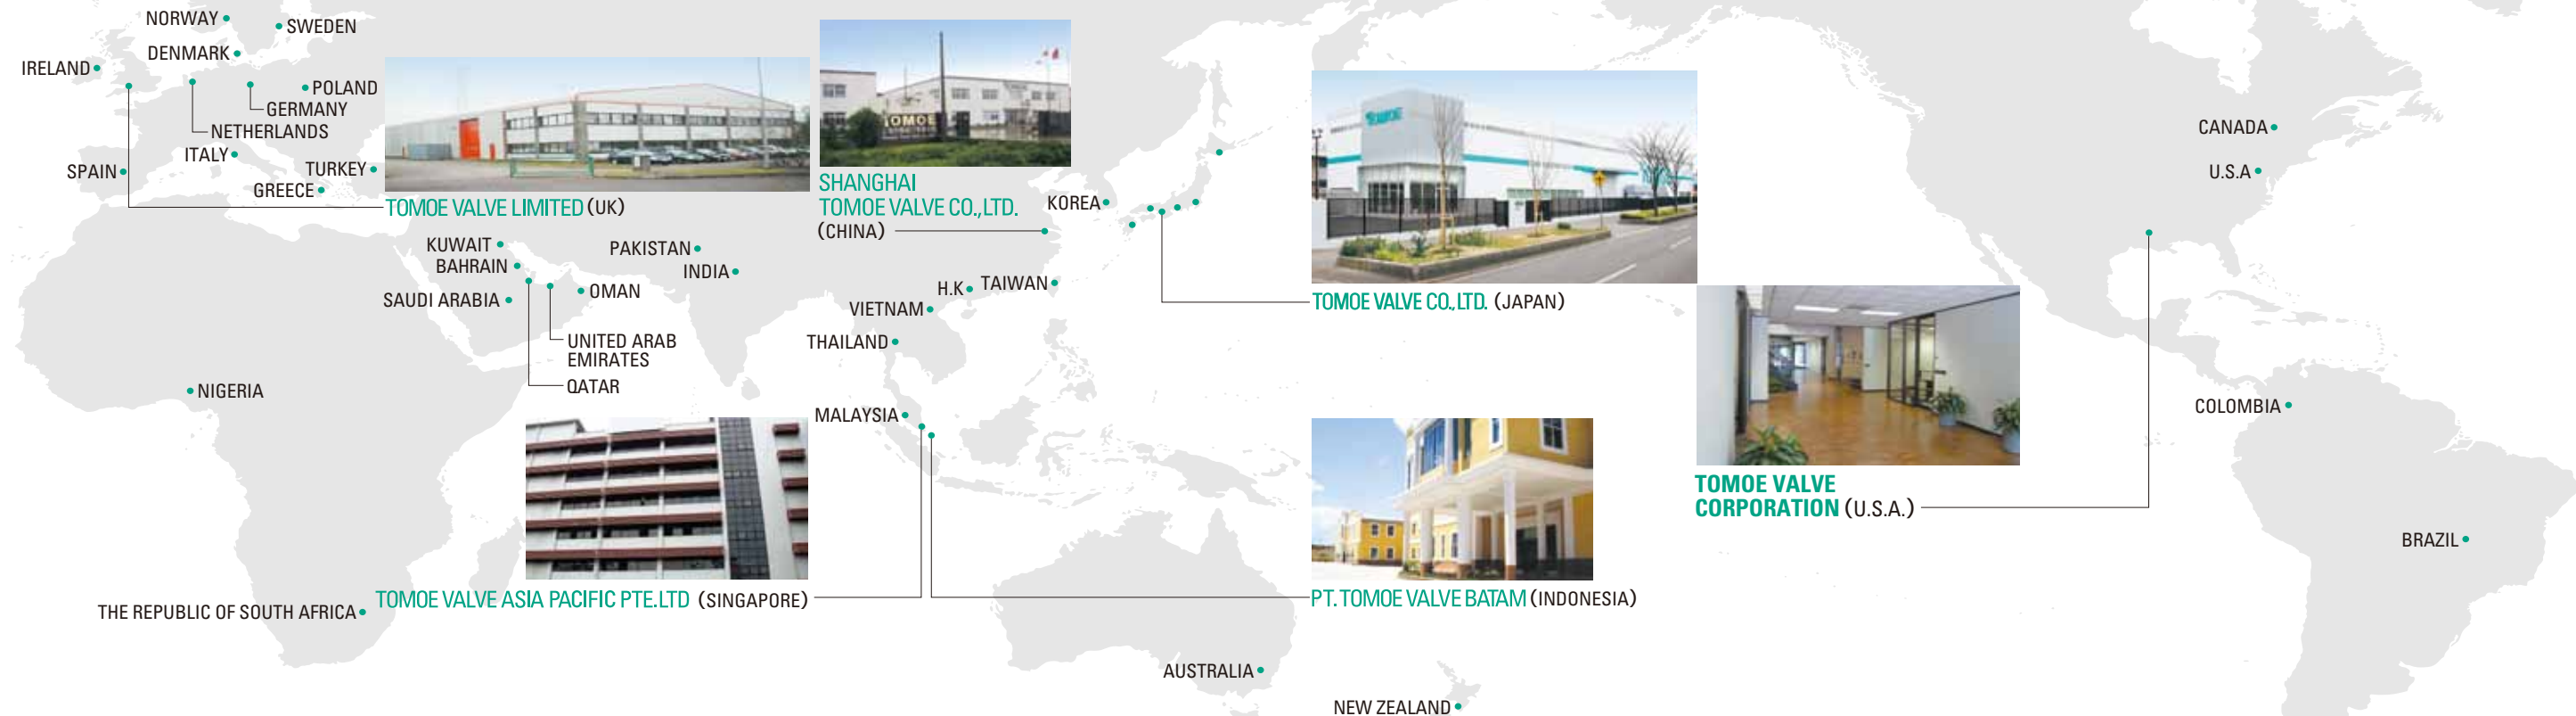 NORWAY
SWEDEN
DENMARK
IRELAND
POLAND
GERMANY
NETHERLANDS
ITALY
SPAIN
TURKEY
GREECE
TOMOE VALVE LIMITED (UK)
TOMOE
SHANGHAI
TOMOE VALVE CO.,LTD.
(CHINA)
KOREA
TOMOE
TOMOE VALVE CO.,LTD. (JAPAN)
CANADA
U.S.A
KUWAIT
BAHRAIN
SAUDI ARABIA
OMAN
UNITED ARAB
EMIRATES
QATAR
PAKISTAN
INDIA
H.K
TAIWAN
VIETNAM
THAILAND
MALAYSIA
NIGERIA
THE REPUBLIC OF SOUTH AFRICA
TOMOE VALVE ASIA PACIFIC PTE.LTD (SINGAPORE)
PT. TOMOE VALVE BATAM (INDONESIA)
TOMOE VALVE
CORPORATION (U.S.A.)
COLOMBIA
BRAZIL
AUSTRALIA
NEW ZEALAND